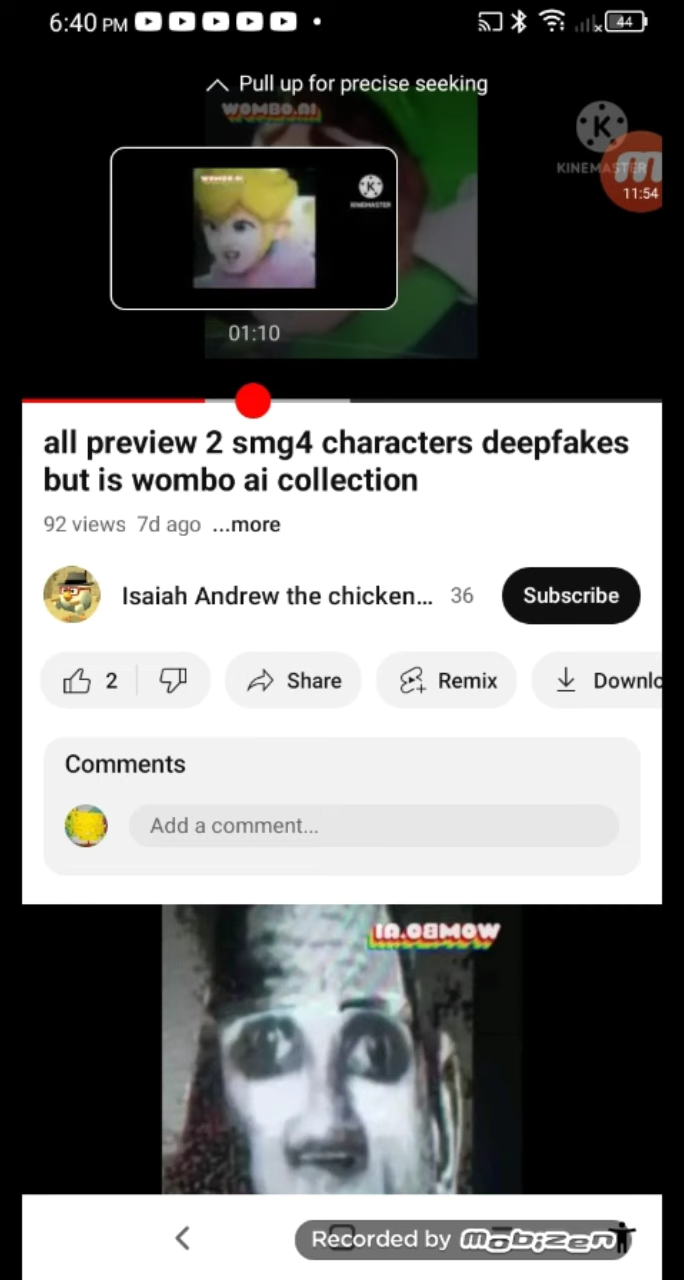 6:40 PM
44
Pull up for precise seeking
WOMBO.AI
KINEMASTER
11:54
WOMBO.AI
KINEMASTER
01:10
all preview 2 smg4 characters deepfakes
but is wombo ai collection
92 views 7d ago ...more
Isaiah Andrew the chicken... 36
Subscribe
2
Share
Remix
Downlo
Comments
Add a comment...
WOMBO.AI
Recorded by mobizen